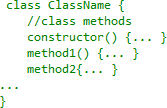 class ClassName {
//class methods
constructor() {... }
method1() {... }
method2{... }
...
}